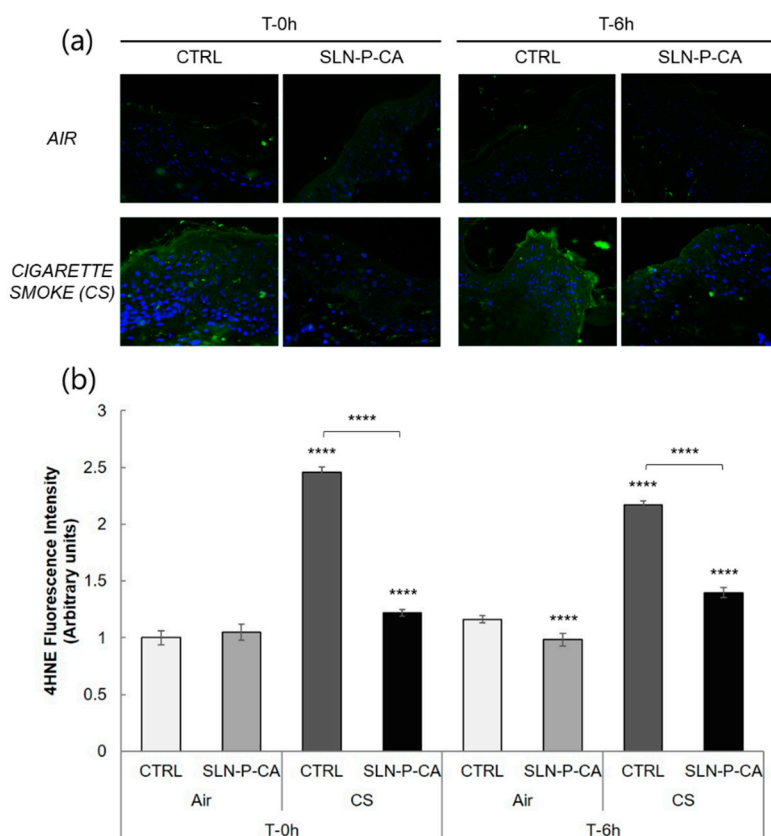 (a)
T-0h T-6h
CTRL SLN-P-CA CTRL SLN-P-CA
AIR
CIGARETTE
SMOKE (CS)
(b)
4HNE Fluorescence Intensity
(Arbitrary units)
3
2.5
2
1.5
1
0.5
0
**** ****
**** ****
**** **** ****
CTRL SLN-P-CA CTRL SLN-P-CA CTRL SLN-P-CA CTRL SLN-P-CA
Air CS Air CS
T-0h T-6h